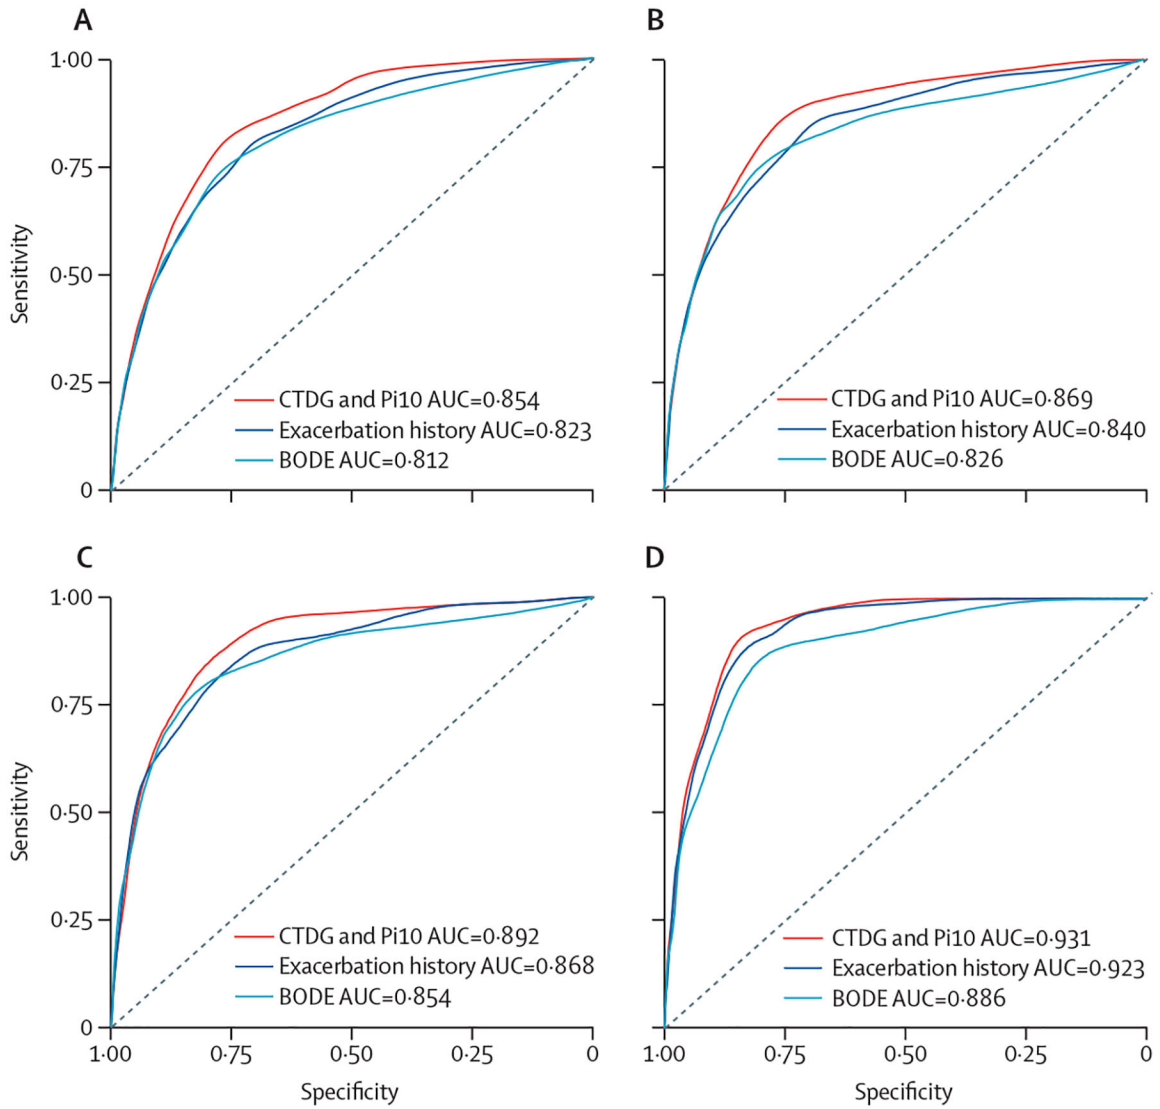 A
B
1·00
0·75
0·50
0·25
0
Sensitivity
CTDG and Pi10 AUC=0·854
Exacerbation history AUC=0·823
BODE AUC=0·812
CTDG and Pi10 AUC=0·869
Exacerbation history AUC=0·840
BODE AUC=0·826
C
D
1·00
0·75
0·50
0·25
0
Sensitivity
CTDG and Pi10 AUC=0·892
Exacerbation history AUC=0·868
BODE AUC=0·854
CTDG and Pi10 AUC=0·931
Exacerbation history AUC=0·923
BODE AUC=0·886
1·00 0·75 0·50 0·25 0
Specificity
1·00 0·75 0·50 0·25 0
Specificity